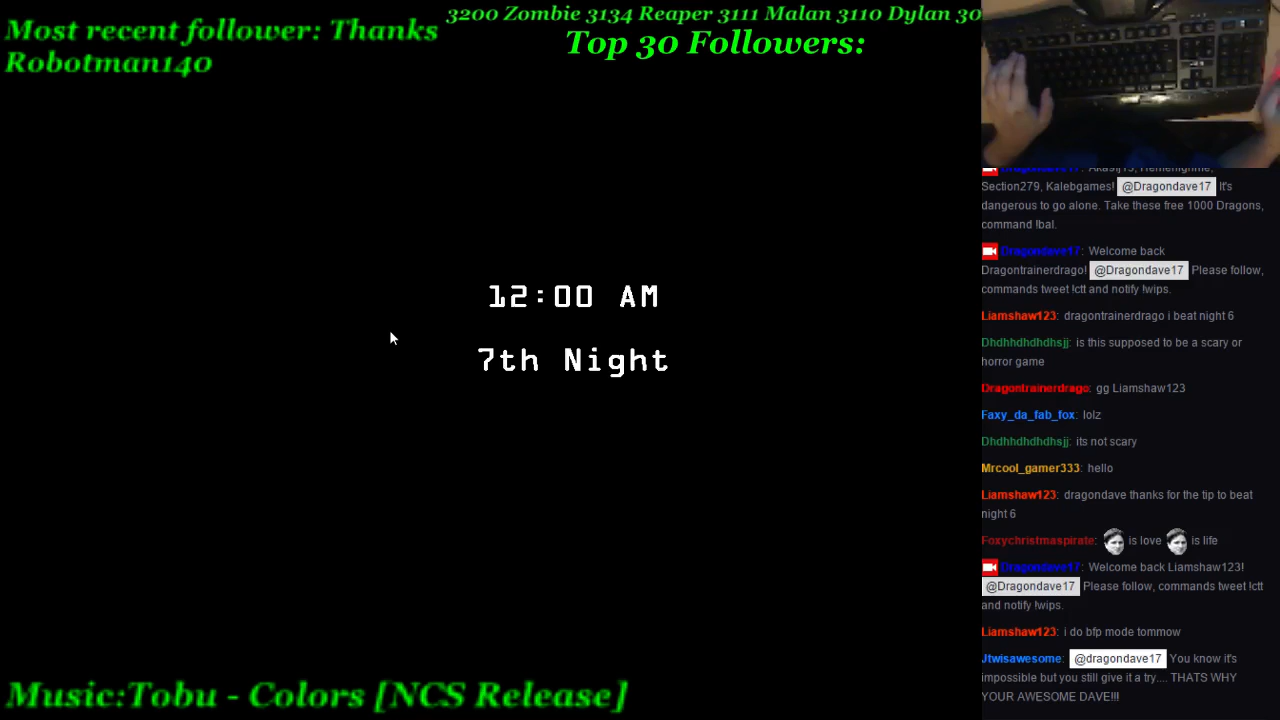 Most recent follower: Thanks
Robotman140
3200 Zombie 3134 Reaper 3111 Malan 3110 Dylan 30
Top 30 Followers:
12:00 AM
7th Night
Music:Tobu - Colors [NCS Release]
Section279, Kalebgames! @Dragondave17 It's
dangerous to go alone. Take these free 1000 Dragons,
command !bal.
Dragondave17: Welcome back
Dragontrainerdrago! @Dragondave17 Please follow,
commands tweet !ctt and notify !wips.
Liamshaw123: dragontrainerdrago i beat night 6
Dhdhhdhdhdhsjj: is this supposed to be a scary or
horror game
Dragontrainerdrago: gg Liamshaw123
Faxy_da_fab_fox: lolz
Dhdhhdhdhdhsjj: its not scary
Mrcool_gamer333: hello
Liamshaw123: dragondave thanks for the tip to beat
night 6
Foxychristmaspirate: is love is life
Dragondave17: Welcome back Liamshaw123!
@Dragondave17 Please follow, commands tweet !ctt
and notify !wips.
Liamshaw123: i do bfp mode tommow
Jtwisawesome: @dragondave17 You know it's
impossible but you still give it a try.... THATS WHY
YOUR AWESOME DAVE!!!